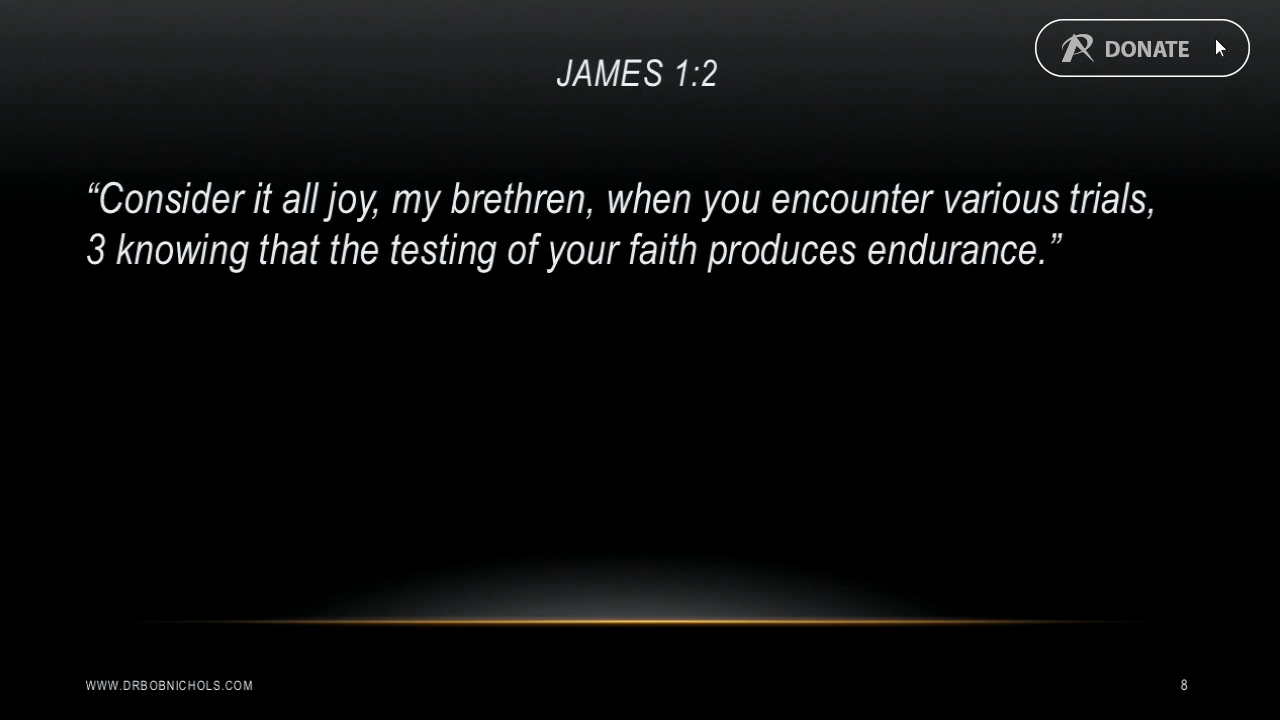 DONATE
JAMES 1:2
“Consider it all joy, my brethren, when you encounter various trials,
3 knowing that the testing of your faith produces endurance.”
WWW.DRBOBNICHOLS.COM
8